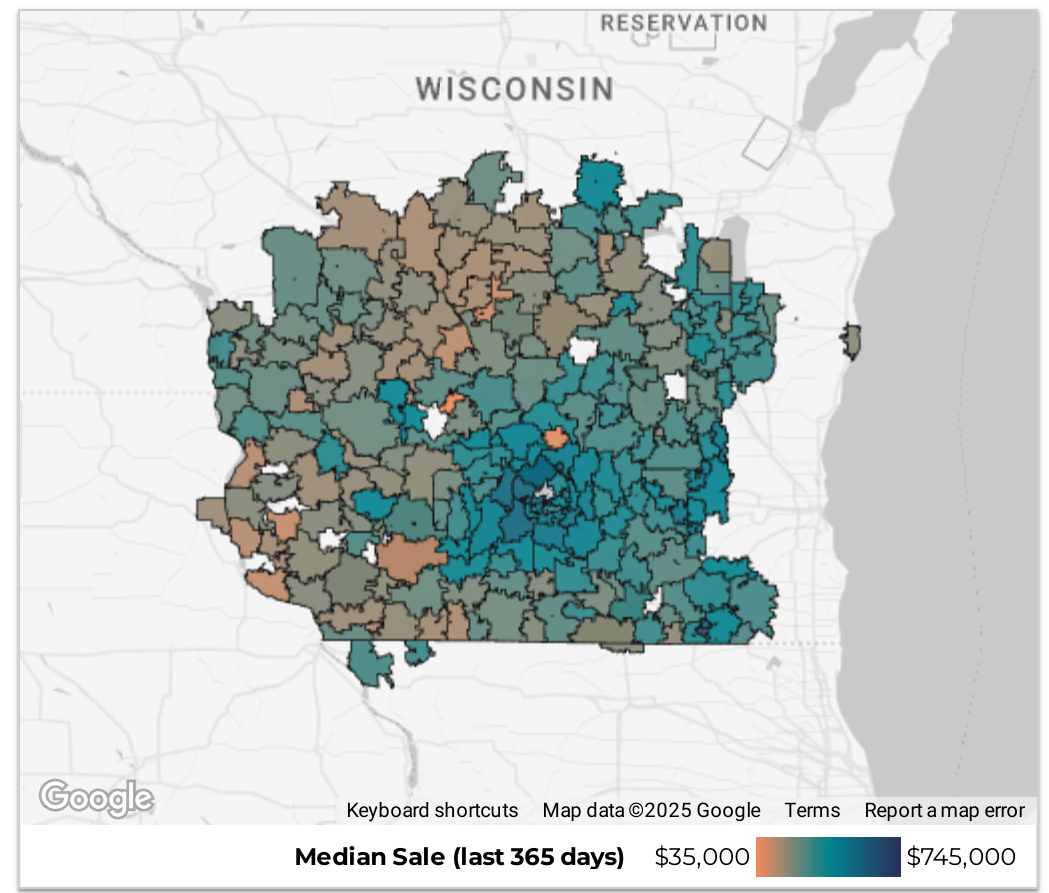 RESERVATION
WISCONSIN
Google
Keyboard shortcuts Map data ©2025 Google Terms Report a map error
Median Sale (last 365 days) $35,000 $745,000